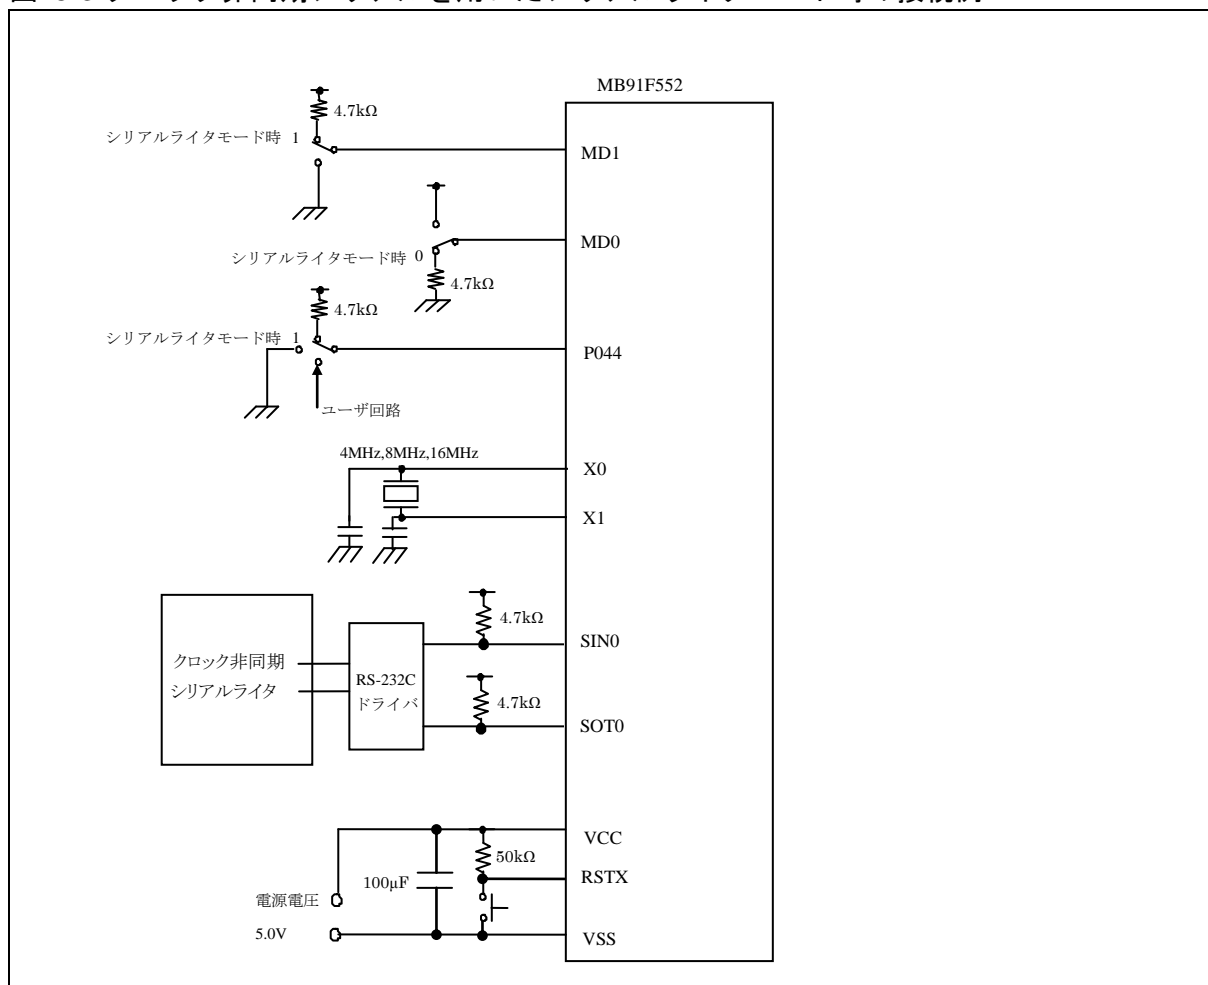 MB91F552
4.7kΩ
シリアルライタモード時 1
MD1
MD0
シリアルライタモード時 0
4.7kΩ
4.7kΩ
シリアルライタモード時 1
P044
ユーザ回路
4MHz,8MHz,16MHz
X0
X1
4.7kΩ
SIN0
クロック非同期
シリアルライタ
RS-232C
ドライバ
4.7kΩ
SOT0
VCC
50kΩ
100μF
RSTX
電源電圧
5.0V
VSS